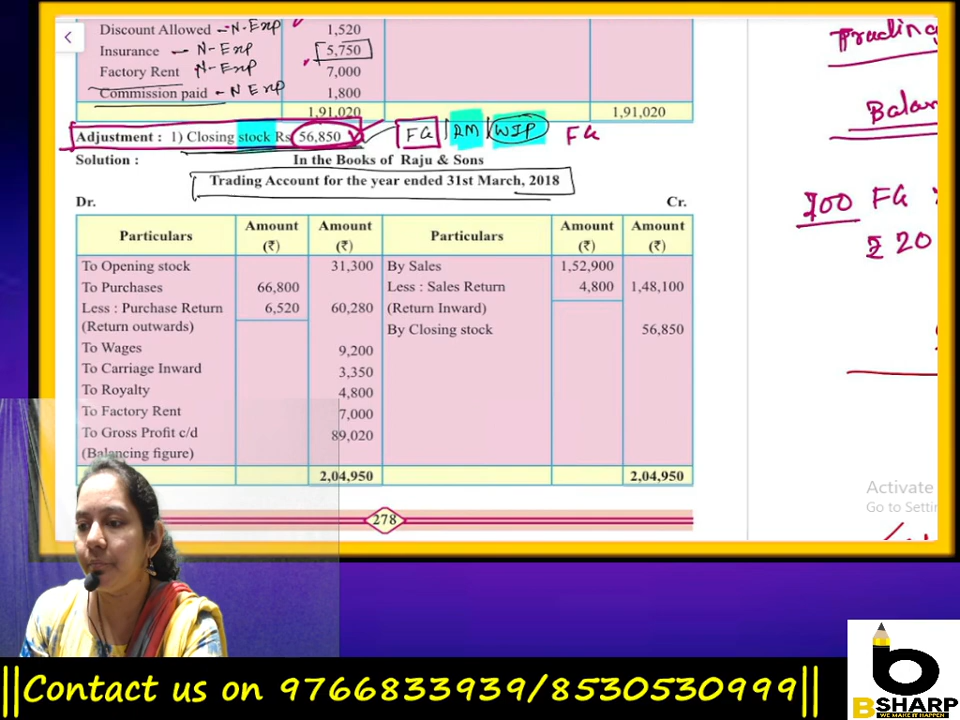 Discount Allowed - N-Exp 1,520
Insurance - N-Exp 5,750
Factory Rent N-Exp 7,000
Commission paid - N Exp 1,800
1,91,020 1,91,020
Adjustment : 1) Closing stock Rs 56,850 FG RM WIP FG
Solution : In the Books of Raju & Sons
Trading Account for the year ended 31st March, 2018
Dr. Cr.
Particulars Amount (₹) Amount (₹) Particulars Amount (₹) Amount (₹)
To Opening stock 31,300 By Sales 1,52,900
To Purchases 66,800 Less : Sales Return 4,800 1,48,100
Less : Purchase Return 6,520 60,280 (Return Inward)
(Return outwards) By Closing stock 56,850
To Wages 9,200
To Carriage Inward 3,350
To Royalty 4,800
To Factory Rent 7,000
To Gross Profit c/d 89,020
(Balancing figure)
2,04,950 2,04,950
278
Trading
Balan
100 FG
₹ 20
Activate
Go to Settin
||Contact us on 9766833939/8530530999||
b
BSHARP
WE MAKE IT HAPPEN